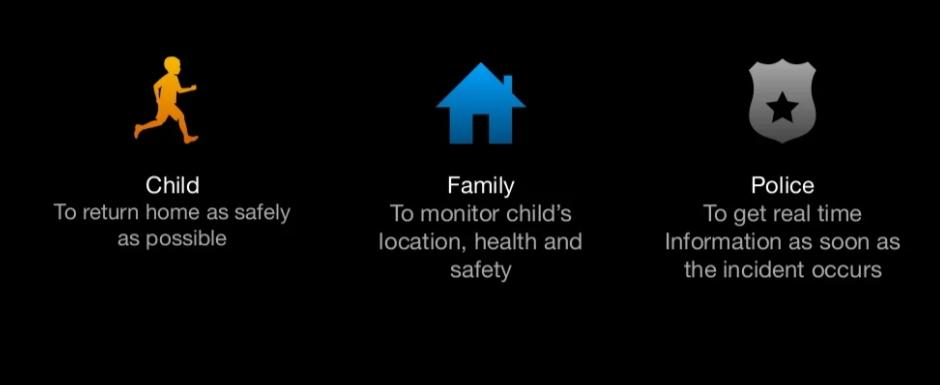 Child
To return home as safely
as possible
Family
To monitor child's
location, health and
safety
Police
To get real time
Information as soon as
the incident occurs